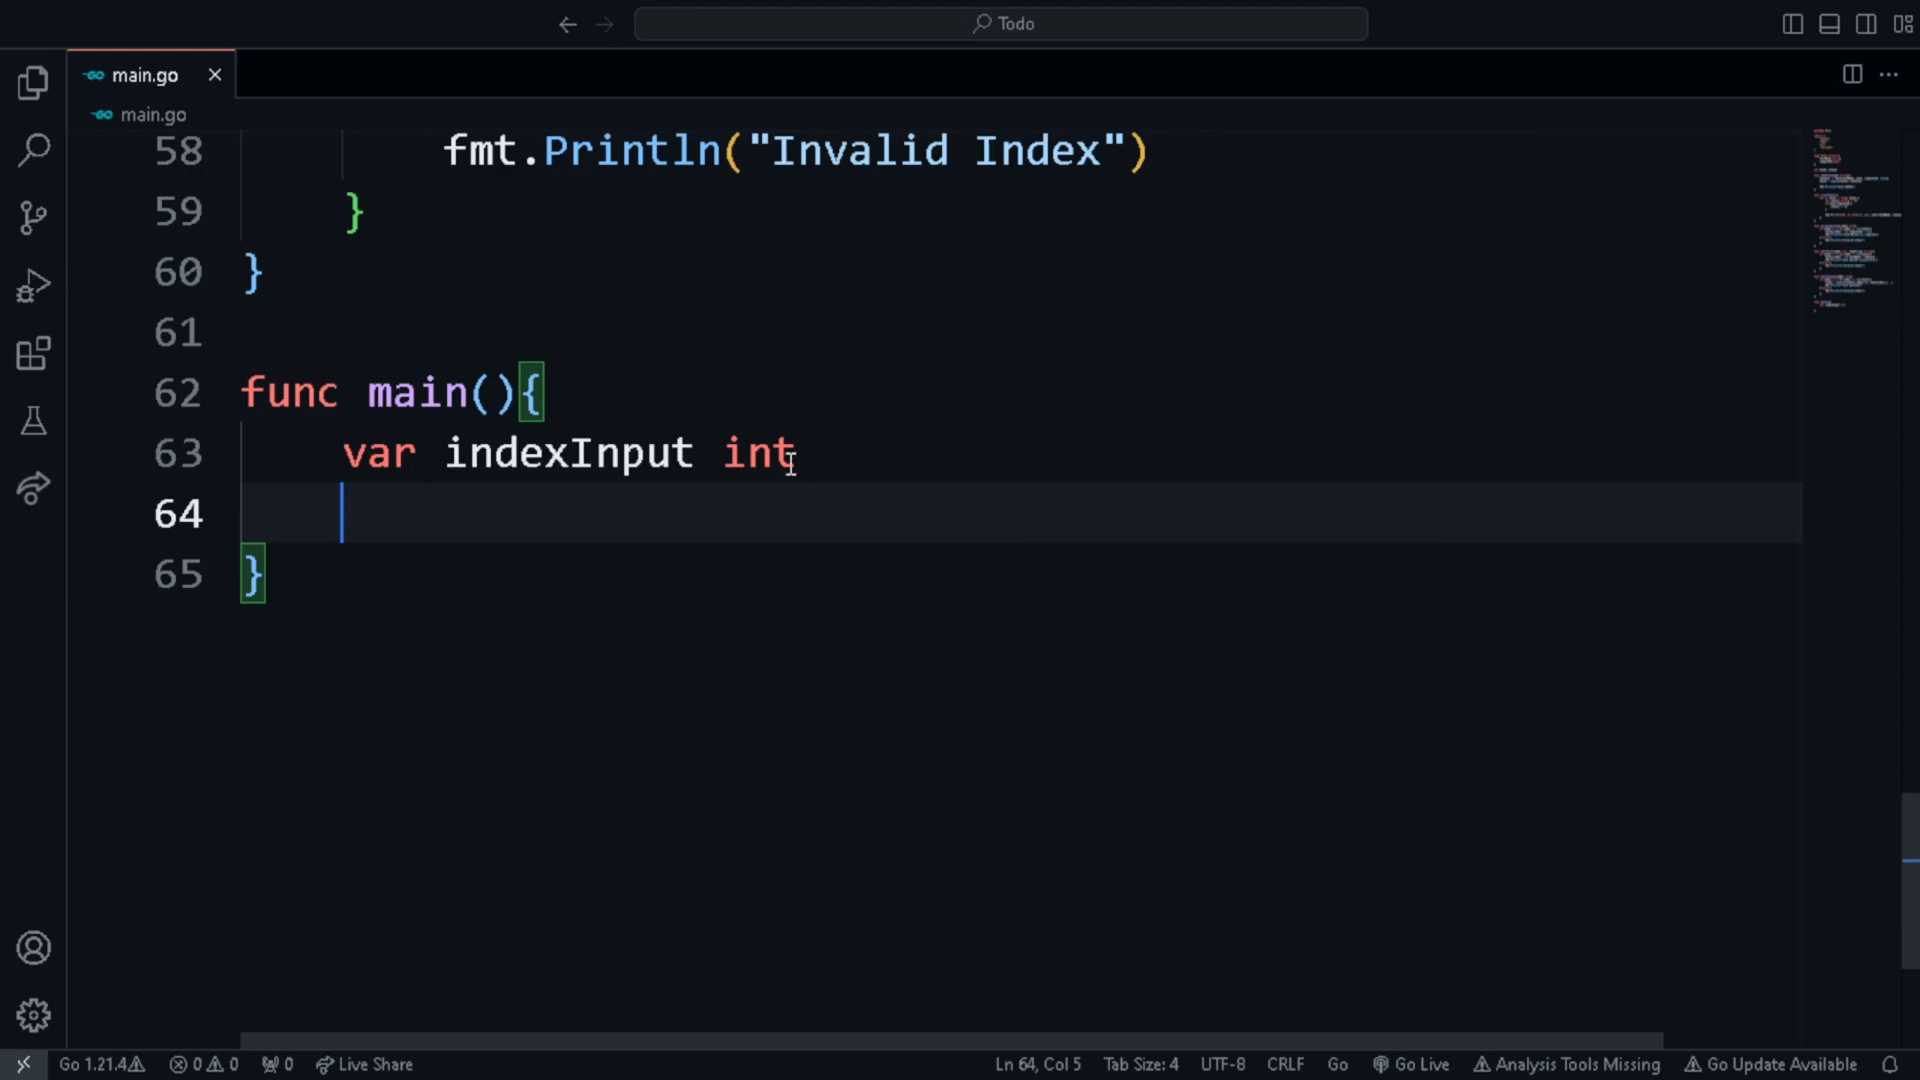 Todo
main.go
main.go
58 fmt.Println("Invalid Index")
59 }
60 }
61
62 func main(){
63 var indexInput int
64
65 }
Go 1.21.4 0 0 0 Live Share Ln 64, Col 5 Tab Size: 4 UTF-8 CRLF Go Go Live Analysis Tools Missing Go Update Available